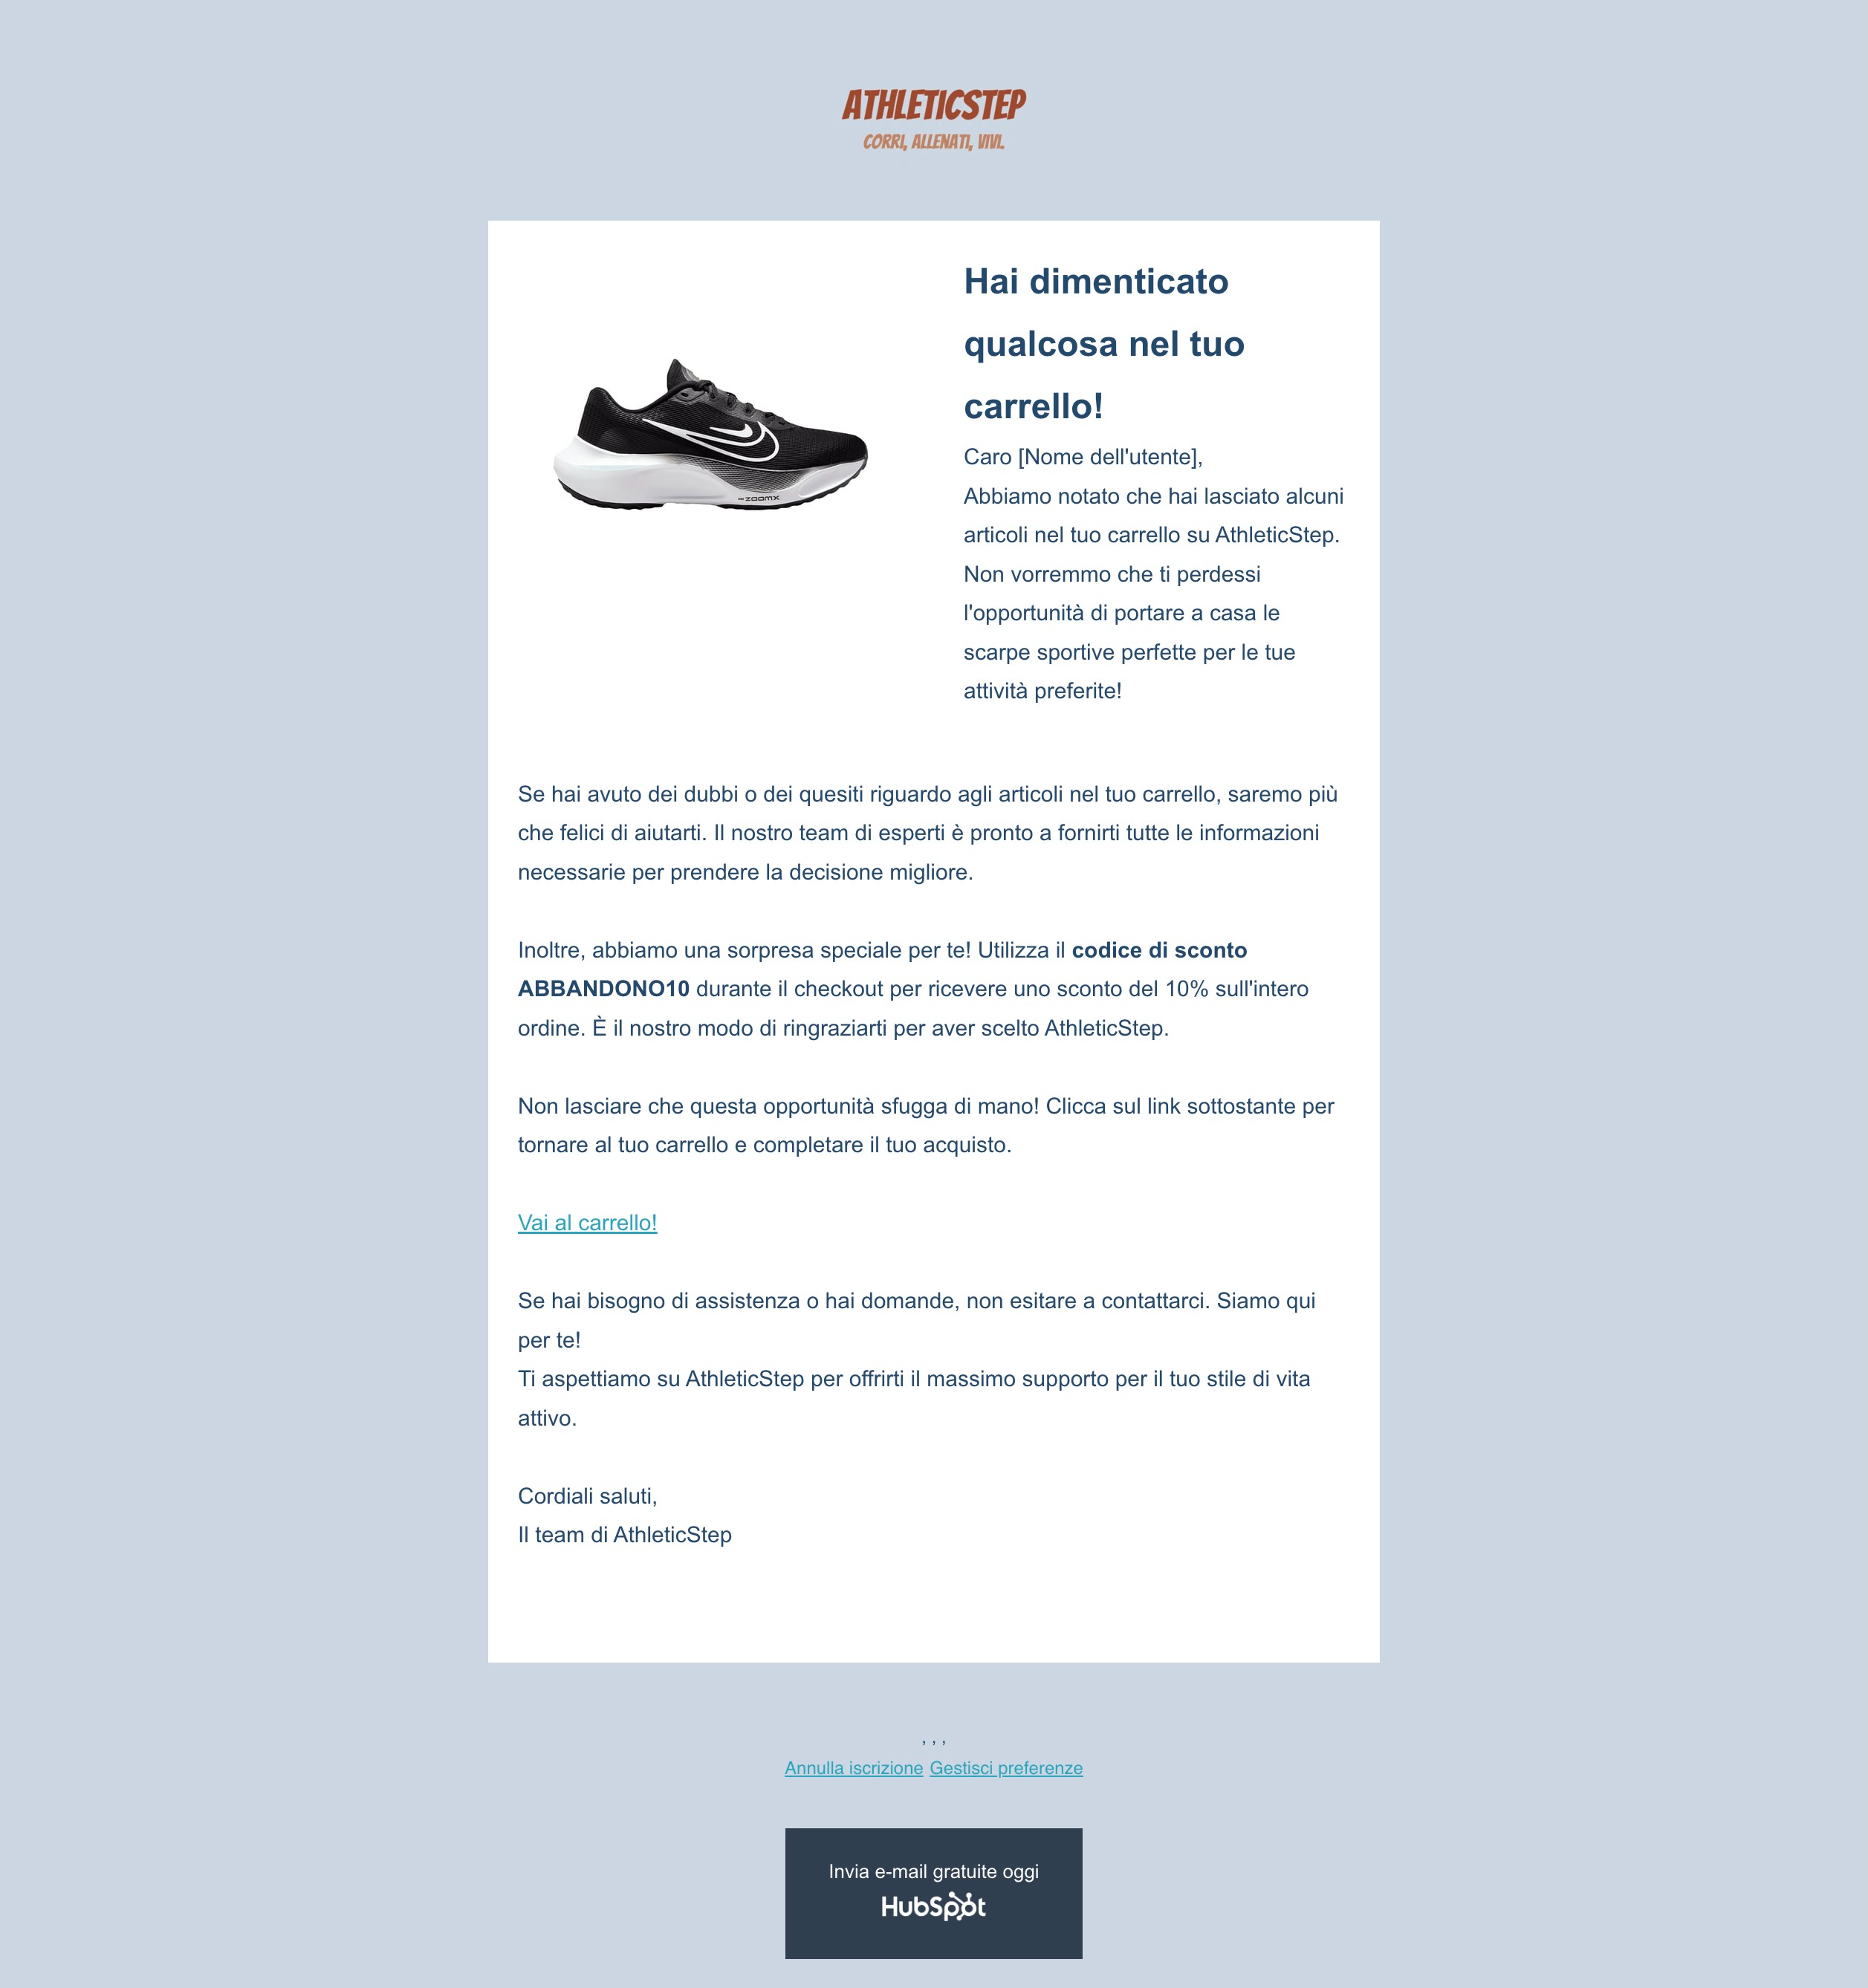 ATHLETICSTEP
CORRI, ALLENATI, VIVI.
Hai dimenticato
qualcosa nel tuo
carrello!
Caro [Nome dell'utente],
Abbiamo notato che hai lasciato alcuni
articoli nel tuo carrello su AthleticStep.
Non vorremmo che ti perdessi
l'opportunità di portare a casa le
scarpe sportive perfette per le tue
attività preferite!
ZOOMX
Se hai avuto dei dubbi o dei quesiti riguardo agli articoli nel tuo carrello, saremo più
che felici di aiutarti. Il nostro team di esperti è pronto a fornirti tutte le informazioni
necessarie per prendere la decisione migliore.
Inoltre, abbiamo una sorpresa speciale per te! Utilizza il codice di sconto
ABBANDONO10 durante il checkout per ricevere uno sconto del 10% sull'intero
ordine. È il nostro modo di ringraziarti per aver scelto AthleticStep.
Non lasciare che questa opportunità sfugga di mano! Clicca sul link sottostante per
tornare al tuo carrello e completare il tuo acquisto.
Vai al carrello!
Se hai bisogno di assistenza o hai domande, non esitare a contattarci. Siamo qui
per te!
Ti aspettiamo su AthleticStep per offrirti il massimo supporto per il tuo stile di vita
attivo.
Cordiali saluti,
Il team di AthleticStep
, , ,
Annulla iscrizione Gestisci preferenze
Invia e-mail gratuite oggi
HubSpot